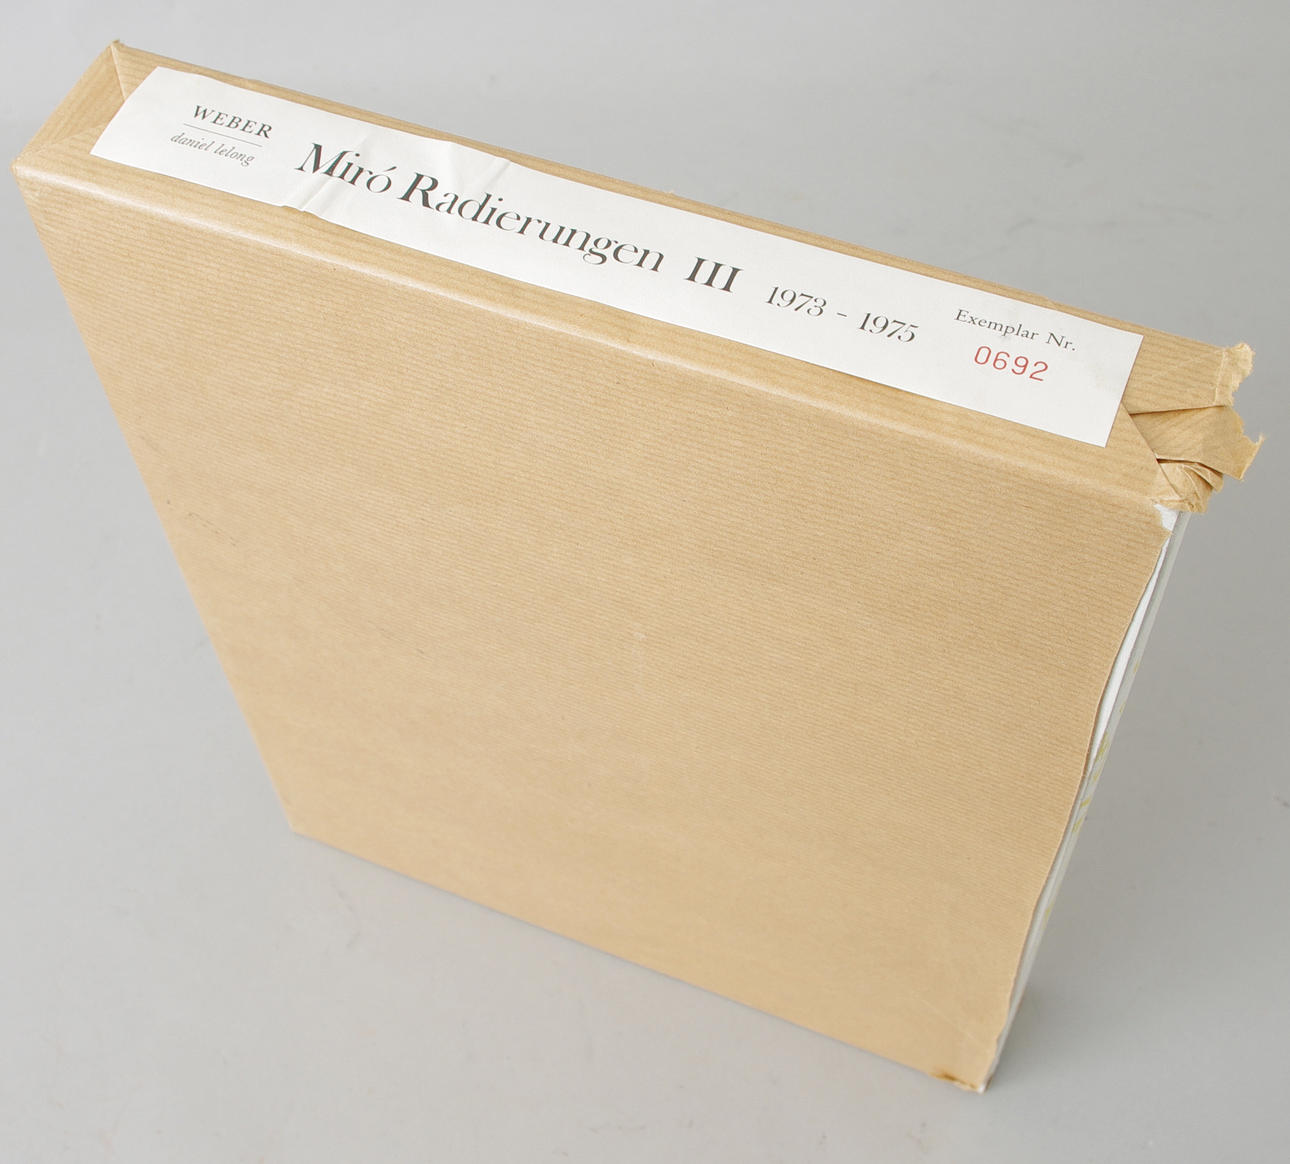 WEBER
daniel lelong
Miró Radierungen III 1973 - 1975
Exemplar Nr.
0692